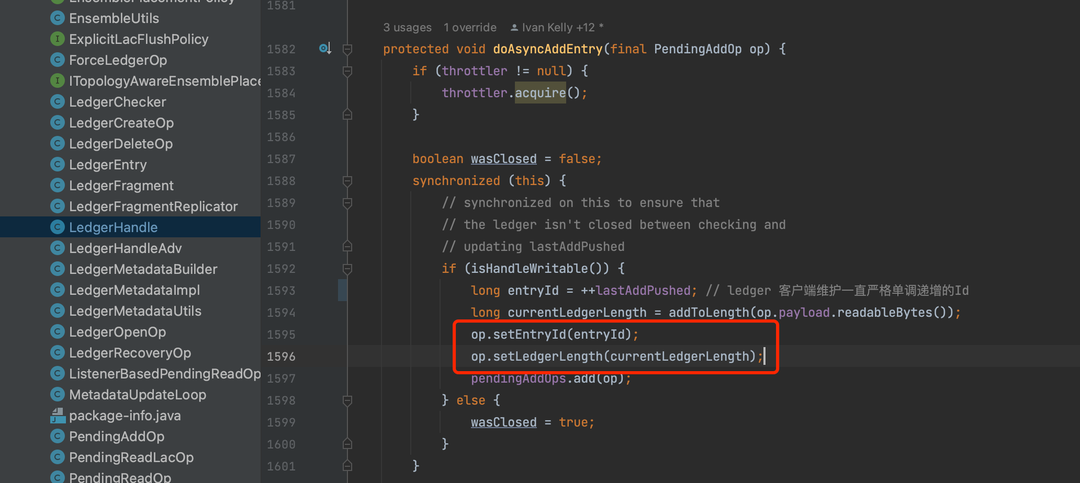 EnsemblePlacementPolicy
EnsembleUtils
ExplicitLacFlushPolicy
ForceLedgerOp
ITopologyAwareEnsemblePlace
LedgerChecker
LedgerCreateOp
LedgerDeleteOp
LedgerEntry
LedgerFragment
LedgerFragmentReplicator
LedgerHandle
LedgerHandleAdv
LedgerMetadataBuilder
LedgerMetadataImpl
LedgerMetadataUtils
LedgerOpenOp
LedgerRecoveryOp
ListenerBasedPendingReadOp
MetadataUpdateLoop
package-info.java
PendingAddOp
PendingReadLacOp
PendingReadOp
1581
3 usages 1 override Ivan Kelly +12 *
1582 protected void doAsyncAddEntry(final PendingAddOp op) {
1583 if (throttler != null) {
1584 throttler.acquire();
1585 }
1586
1587 boolean wasClosed = false;
1588 synchronized (this) {
1589 // synchronized on this to ensure that
1590 // the ledger isn't closed between checking and
1591 // updating lastAddPushed
1592 if (isHandleWritable()) {
1593 long entryId = ++lastAddPushed; // ledger 客户端维护一直严格单调递增的Id
1594 long currentLedgerLength = addToLength(op.payload.readableBytes());
1595 op.setEntryId(entryId);
1596 op.setLedgerLength(currentLedgerLength);
1597 pendingAddOps.add(op);
1598 } else {
1599 wasClosed = true;
1600 }
1601 }